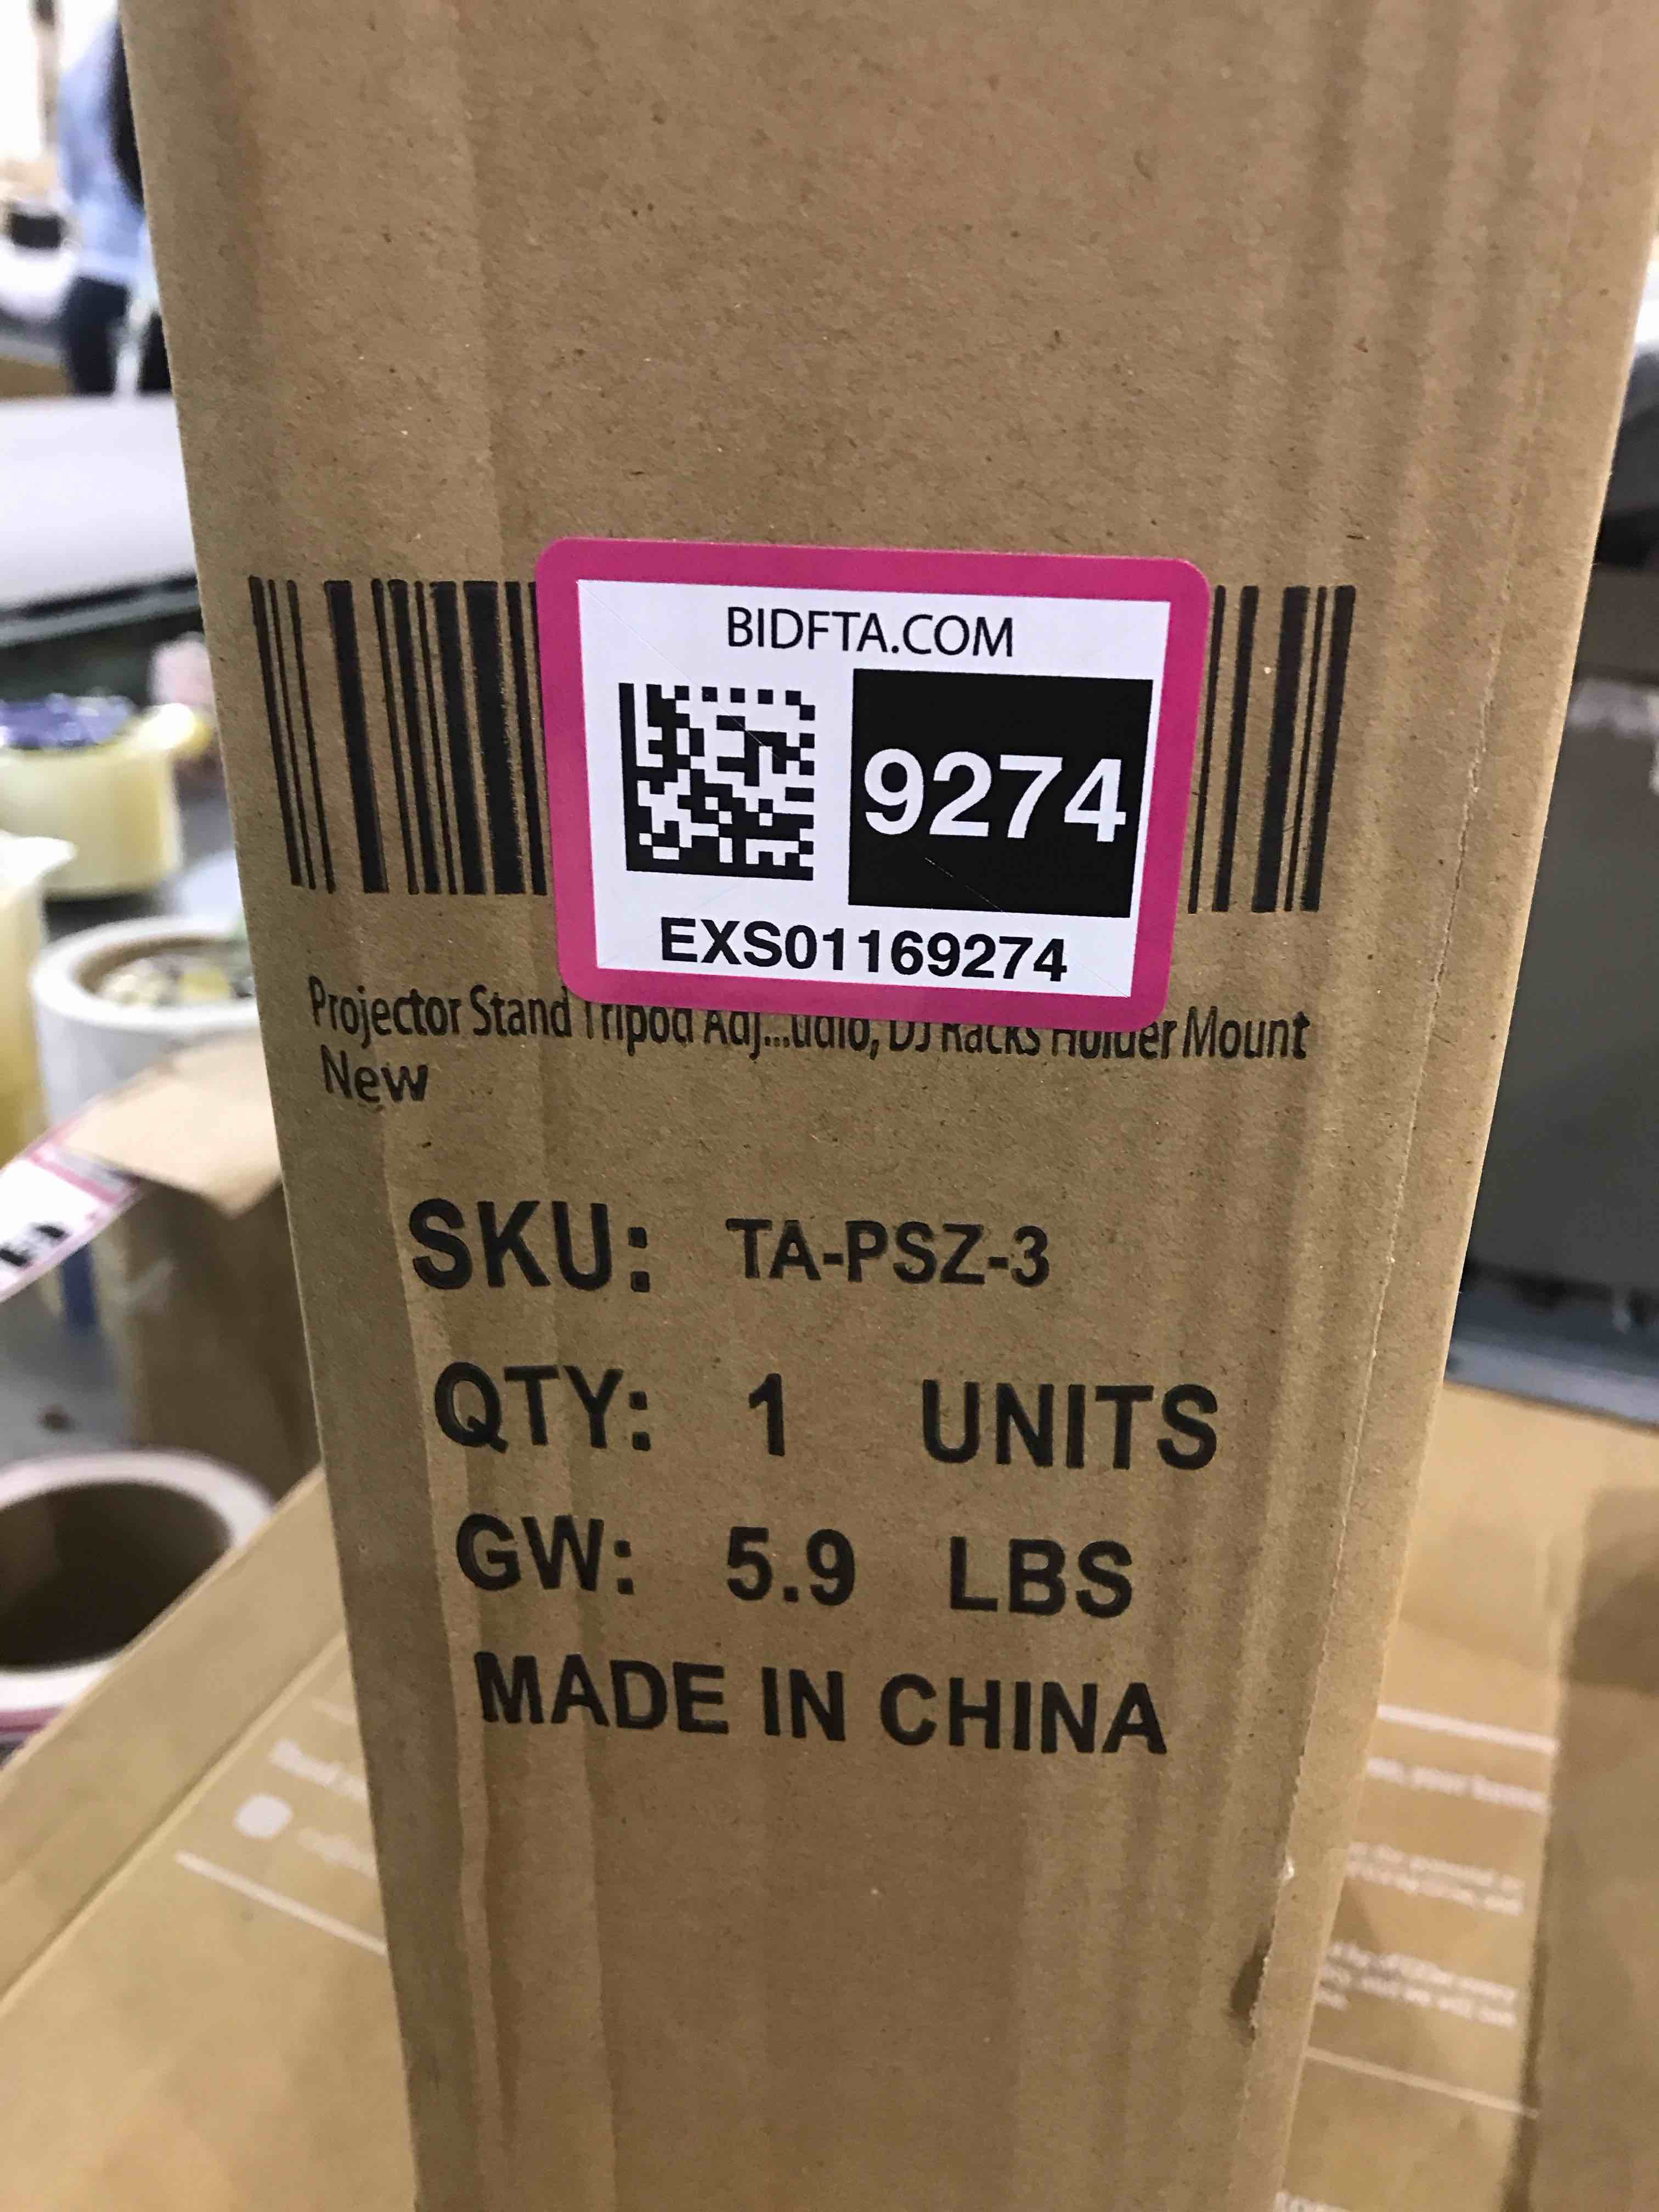 BIDFTA.COM
9274
EXS01169274
Projector Stand Tripod Adj...udio, DJ Racks Holder Mount
New
SKU: TA-PSZ-3
QTY: 1 UNITS
GW: 5.9 LBS
MADE IN CHINA